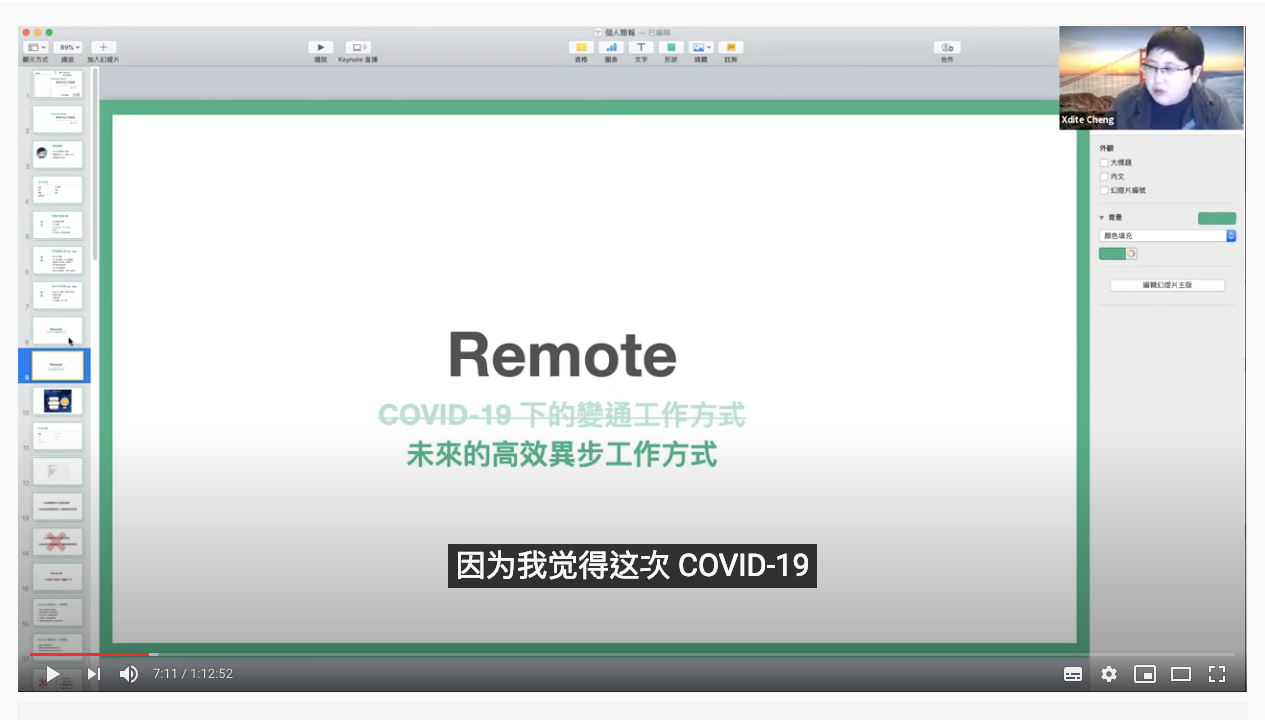 個人簡報 — 已編輯
89%
顯示方式 縮放 加入幻燈片 播放 Keynote 直播 表格 圖表 文字 形狀 媒體 註解 合作
Xdite Cheng
外觀
大標題
內文
幻燈片編號
背景
顏色填充
編輯幻燈片主版
Remote
COVID-19 下的變通工作方式
未來的高效異步工作方式
因为我觉得这次 COVID-19
7:11 / 1:12:52